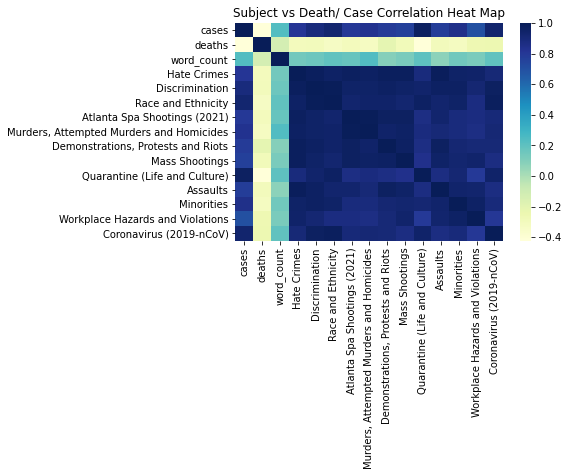 Subject vs Death/ Case Correlation Heat Map
cases
deaths
word_count
Hate Crimes
Discrimination
Race and Ethnicity
Atlanta Spa Shootings (2021)
Murders, Attempted Murders and Homicides
Demonstrations, Protests and Riots
Mass Shootings
Quarantine (Life and Culture)
Assaults
Minorities
Workplace Hazards and Violations
Coronavirus (2019-nCoV)
cases
deaths
word_count
Hate Crimes
Discrimination
Race and Ethnicity
Atlanta Spa Shootings (2021)
Murders, Attempted Murders and Homicides
Demonstrations, Protests and Riots
Mass Shootings
Quarantine (Life and Culture)
Assaults
Minorities
Workplace Hazards and Violations
Coronavirus (2019-nCoV)
1.0
0.8
0.6
0.4
0.2
0.0
−0.2
−0.4